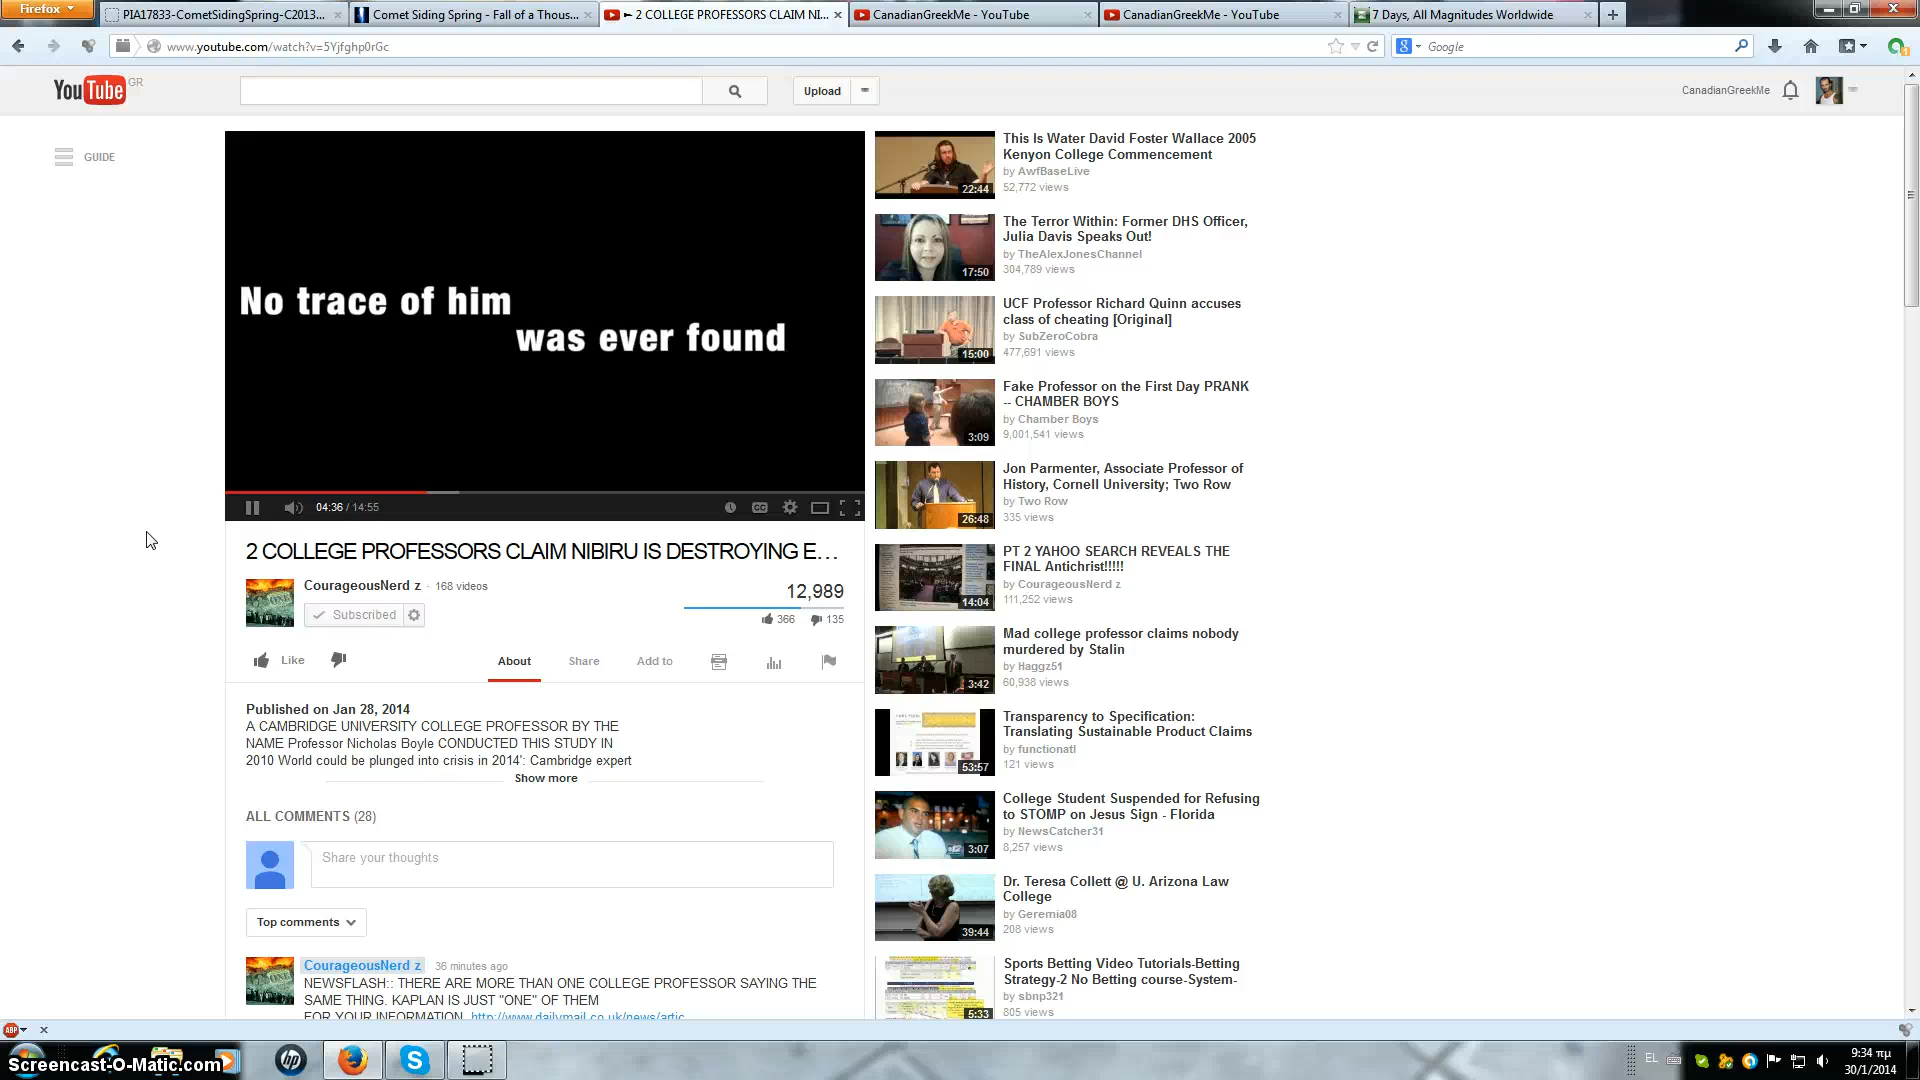 Firefox
PIA17833-CometSidingSpring-C2013...
Comet Siding Spring - Fall of a Thous...
2 COLLEGE PROFESSORS CLAIM NI...
CanadianGreekMe - YouTube
CanadianGreekMe - YouTube
7 Days, All Magnitudes Worldwide
www.youtube.com/watch?v=5Yjfghp0rGc
Google
YouTube GR
Upload
CanadianGreekMe
GUIDE
No trace of him
was ever found
04:36 / 14:55
2 COLLEGE PROFESSORS CLAIM NIBIRU IS DESTROYING E...
CourageousNerd z - 168 videos
12,989
Subscribed
366 135
Like
About
Share
Add to
Published on Jan 28, 2014
A CAMBRIDGE UNIVERSITY COLLEGE PROFESSOR BY THE
NAME Professor Nicholas Boyle CONDUCTED THIS STUDY IN
2010 World could be plunged into crisis in 2014': Cambridge expert
Show more
ALL COMMENTS (28)
Share your thoughts
Top comments
CourageousNerd z 36 minutes ago
NEWSFLASH:: THERE ARE MORE THAN ONE COLLEGE PROFESSOR SAYING THE
SAME THING. KAPLAN IS JUST "ONE" OF THEM
FOR YOUR INFORMATION. http://www.dailymail.co.uk/news/artic
This Is Water David Foster Wallace 2005
Kenyon College Commencement
by AwfBaseLive
52,772 views
22:44
The Terror Within: Former DHS Officer,
Julia Davis Speaks Out!
by TheAlexJonesChannel
304,789 views
17:50
UCF Professor Richard Quinn accuses
class of cheating [Original]
by SubZeroCobra
477,691 views
15:00
Fake Professor on the First Day PRANK
-- CHAMBER BOYS
by Chamber Boys
9,001,541 views
3:09
Jon Parmenter, Associate Professor of
History, Cornell University; Two Row
by Two Row
335 views
26:48
PT 2 YAHOO SEARCH REVEALS THE
FINAL Antichrist!!!!!
by CourageousNerd z
111,252 views
14:04
Mad college professor claims nobody
murdered by Stalin
by Haggz51
60,938 views
3:42
Transparency to Specification:
Translating Sustainable Product Claims
by functionatl
121 views
53:57
College Student Suspended for Refusing
to STOMP on Jesus Sign - Florida
by NewsCatcher31
8,257 views
3:07
Dr. Teresa Collett @ U. Arizona Law
College
by Geremia08
208 views
39:44
Sports Betting Video Tutorials-Betting
Strategy-2 No Betting course-System-
by sbnp321
805 views
5:33
ABP
Screencast-O-Matic.com
hp
EL
9:34 πμ
30/1/2014